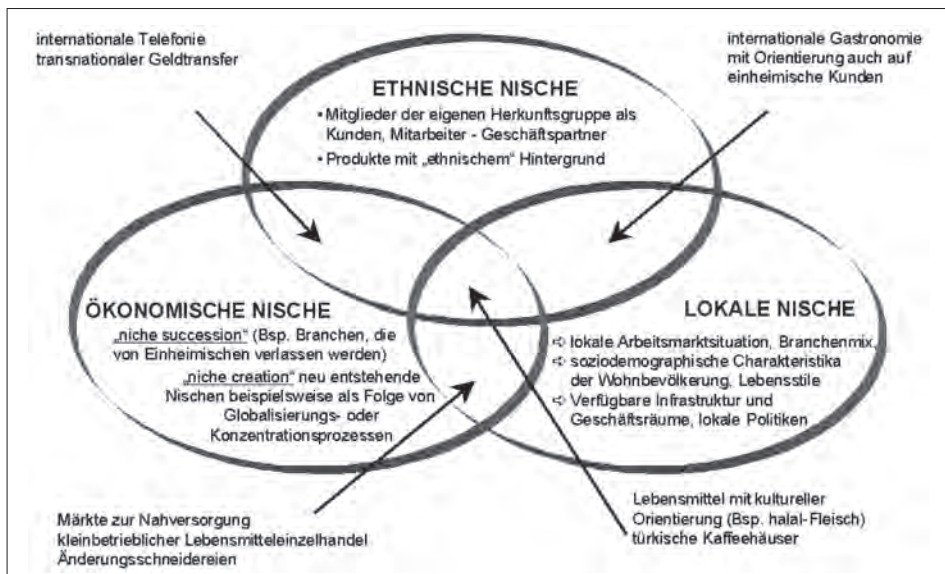 internationale Telefonie
transnationaler Geldtransfer
internationale Gastronomie
mit Orientierung auch auf
einheimische Kunden
ETHNISCHE NISCHE
• Mitglieder der eigenen Herkunftsgruppe als
Kunden, Mitarbeiter - Geschäftspartner
• Produkte mit „ethnischem“ Hintergrund
ÖKONOMISCHE NISCHE
„niche succession“ (Bsp. Branchen, die
von Einheimischen verlassen werden)
„niche creation“ neu entstehende
Nischen beispielsweise als Folge von
Globalisierungs- oder
Konzentrationsprozessen
LOKALE NISCHE
➪ lokale Arbeitsmarktsituation, Branchenmix,
➪ soziodemographische Charakteristika
der Wohnbevölkerung, Lebensstile
➪ Verfügbare Infrastruktur und
Geschäftsräume, lokale Politiken
Märkte zur Nahversorgung
kleinbetrieblicher Lebensmitteleinzelhandel
Änderungsschneidereien
Lebensmittel mit kultureller
Orientierung (Bsp. halal-Fleisch)
türkische Kaffeehäuser